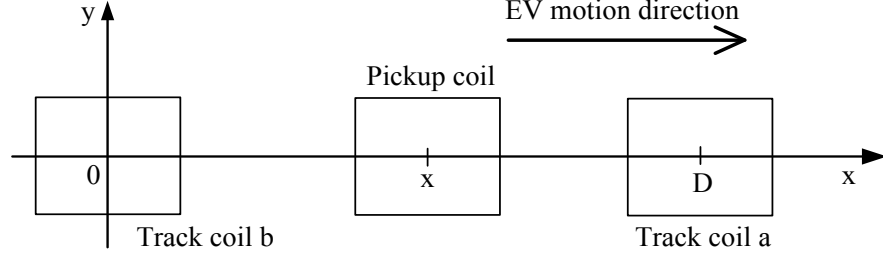 EV motion direction
y
Pickup coil
0
x
D
x
Track coil b
Track coil a